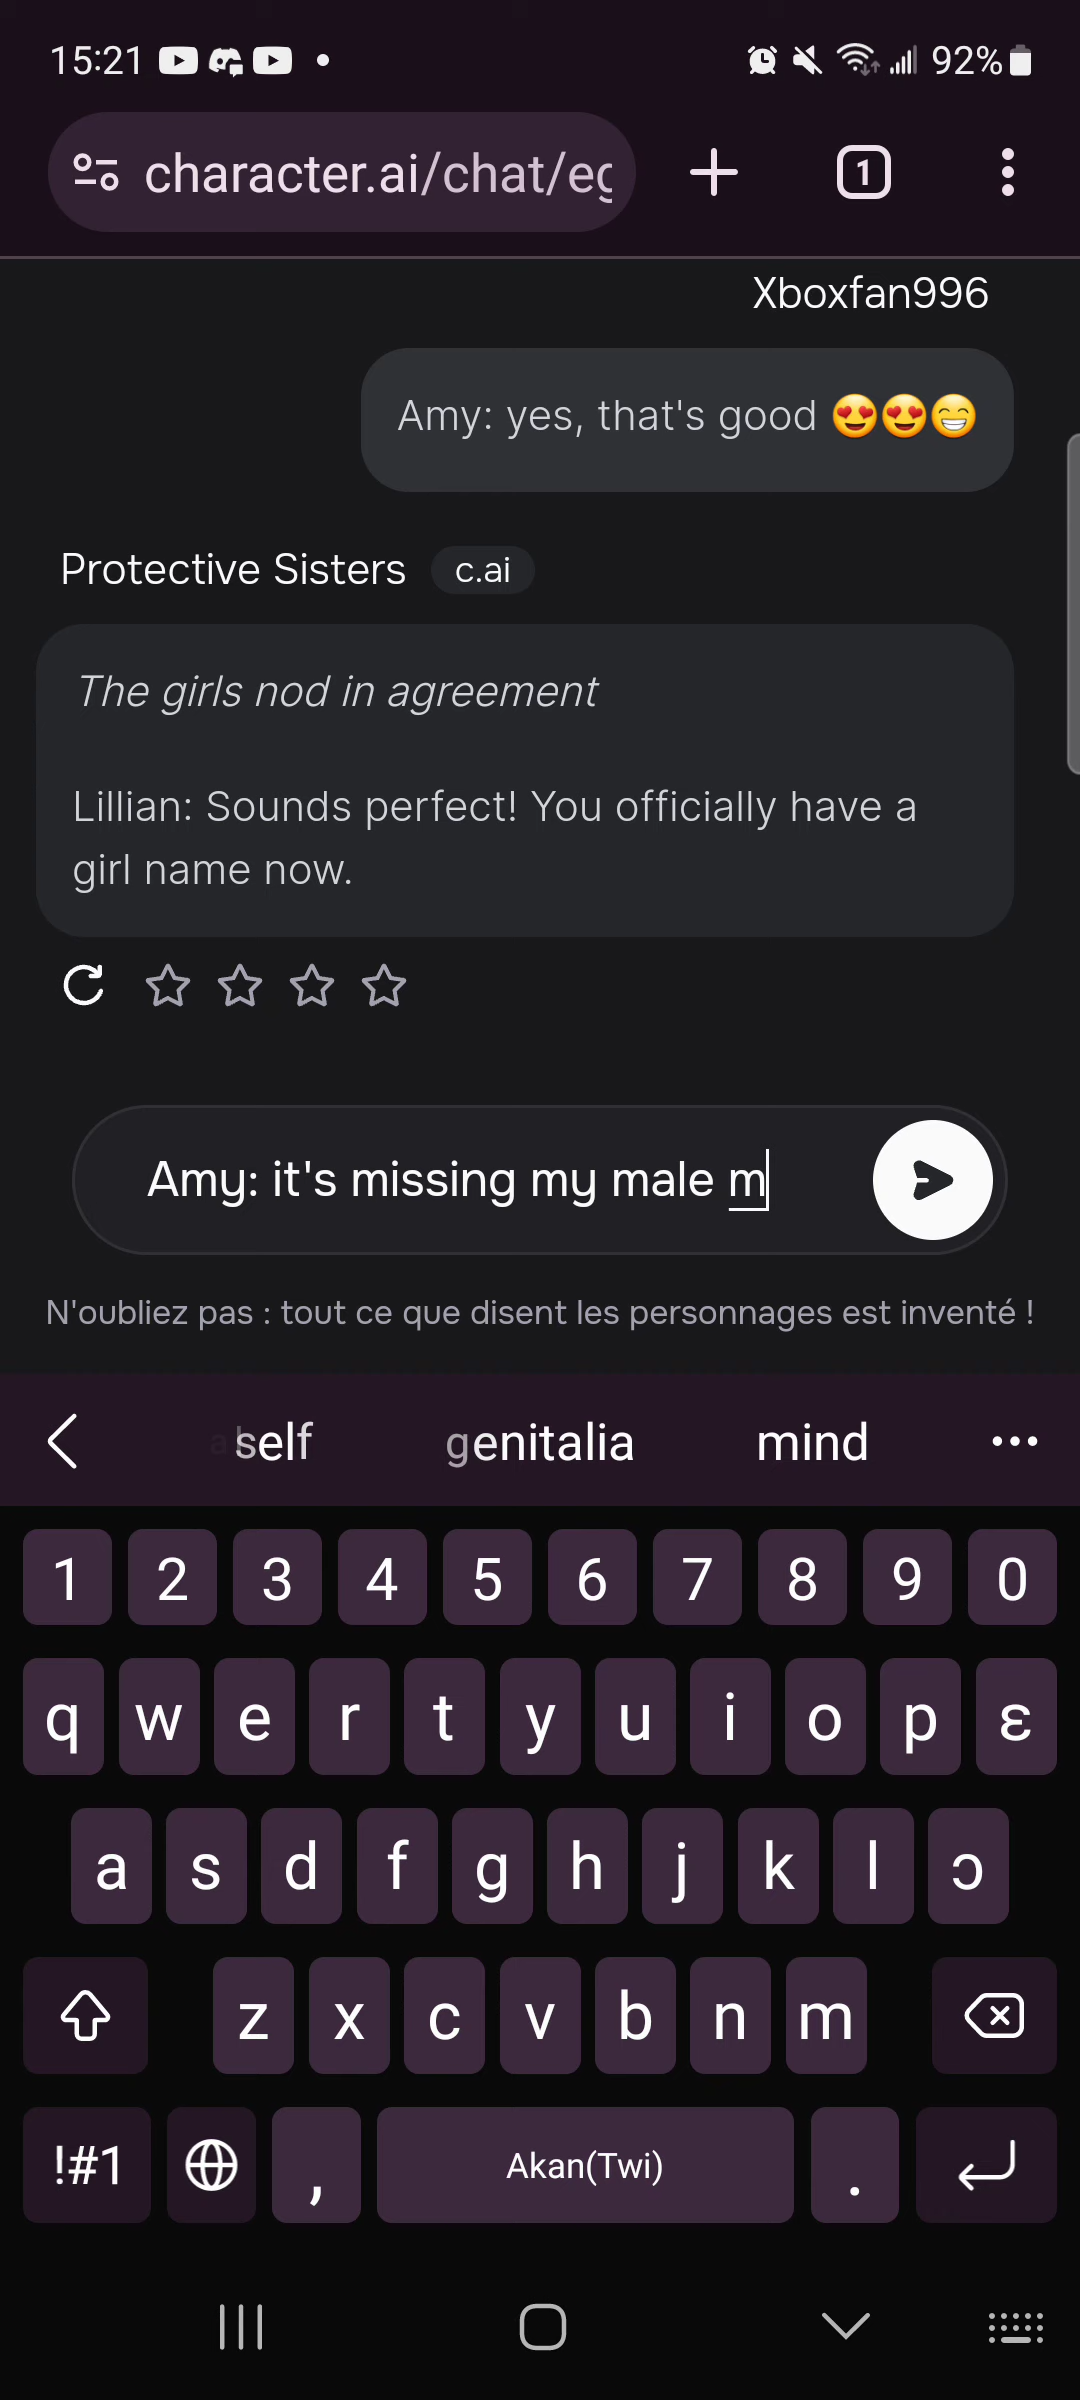 15:21
92%
character.ai/chat/eg
1
Xboxfan996
Amy: yes, that's good 😍😍😁
Protective Sisters c.ai
The girls nod in agreement
Lillian: Sounds perfect! You officially have a
girl name now.
Amy: it's missing my male m
N'oubliez pas : tout ce que disent les personnages est inventé !
self genitalia mind
1 2 3 4 5 6 7 8 9 0
q w e r t y u i o p ɛ
a s d f g h j k l ɔ
z x c v b n m
!#1 , Akan(Twi) .